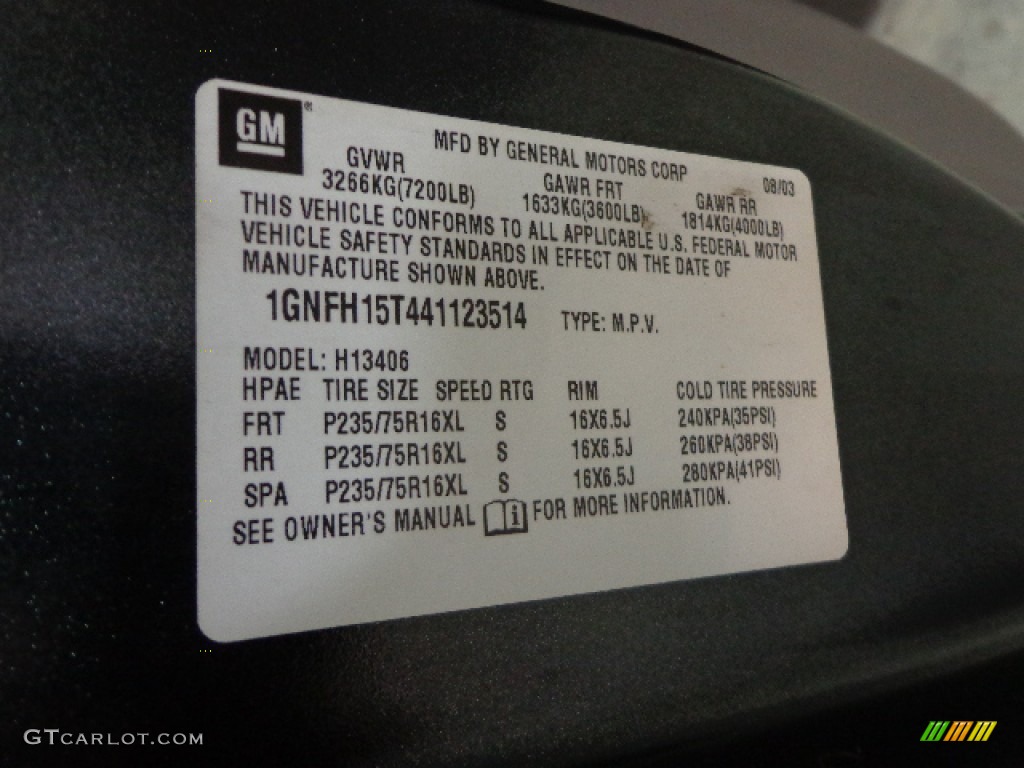 GM ®
MFD BY GENERAL MOTORS CORP 08/03
GVWR GAWR FRT GAWR RR
3266KG(7200LB) 1633KG(3600LB) 1814KG(4000LB)
THIS VEHICLE CONFORMS TO ALL APPLICABLE U.S. FEDERAL MOTOR
VEHICLE SAFETY STANDARDS IN EFFECT ON THE DATE OF
MANUFACTURE SHOWN ABOVE.
1GNFH15T441123514 TYPE: M.P.V.
MODEL: H13406
HPAE TIRE SIZE SPEED RTG RIM COLD TIRE PRESSURE
FRT P235/75R16XL S 16X6.5J 240KPA(35PSI)
RR P235/75R16XL S 16X6.5J 260KPA(38PSI)
SPA P235/75R16XL S 16X6.5J 280KPA(41PSI)
SEE OWNER'S MANUAL i FOR MORE INFORMATION.
GTCARLOT.COM